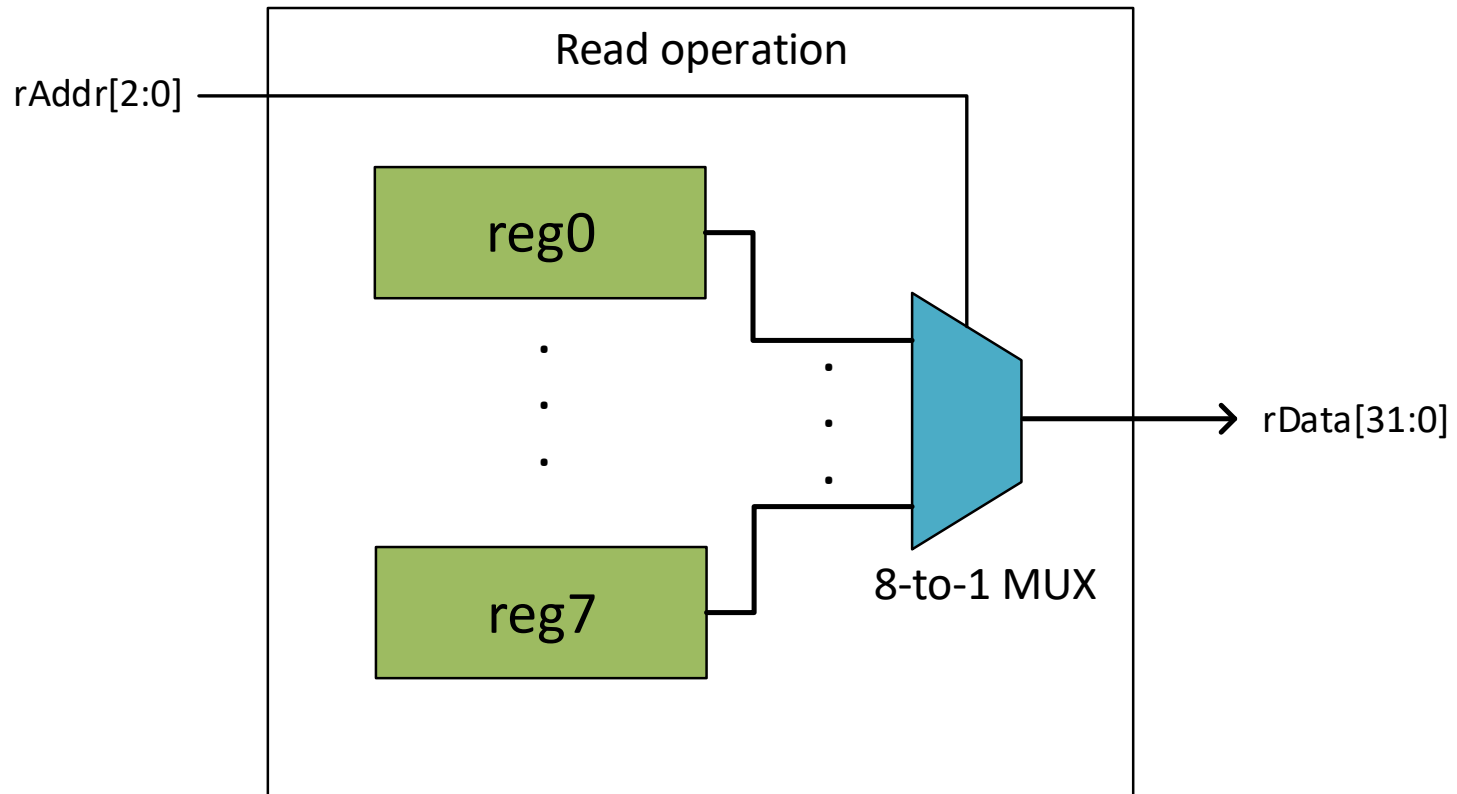 Read operation
rAddr[2:0]
reg0
rData[31:0]
8-to-1 MUX
reg7